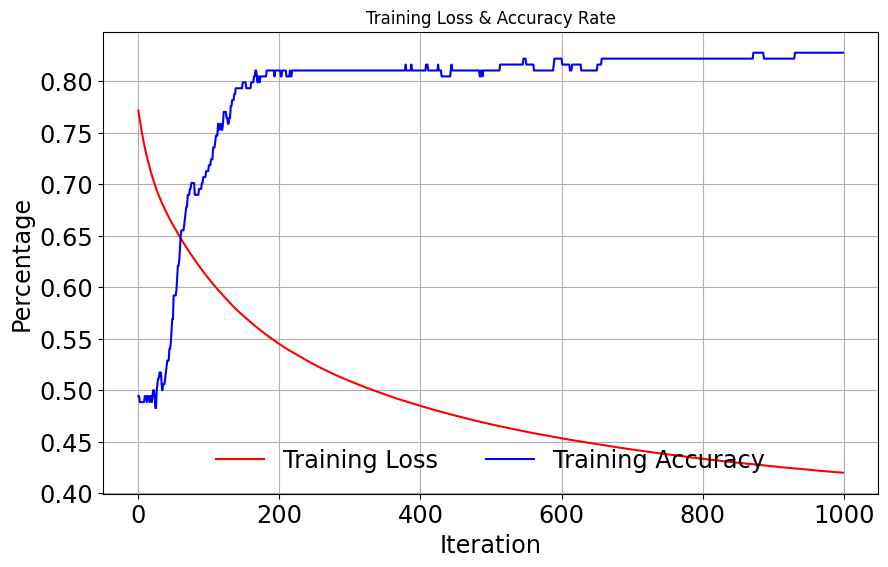 Training Loss & Accuracy Rate
Percentage
0.80
0.75
0.70
0.65
0.60
0.55
0.50
0.45
0.40
Training Loss Training Accuracy
0 200 400 600 800 1000
Iteration